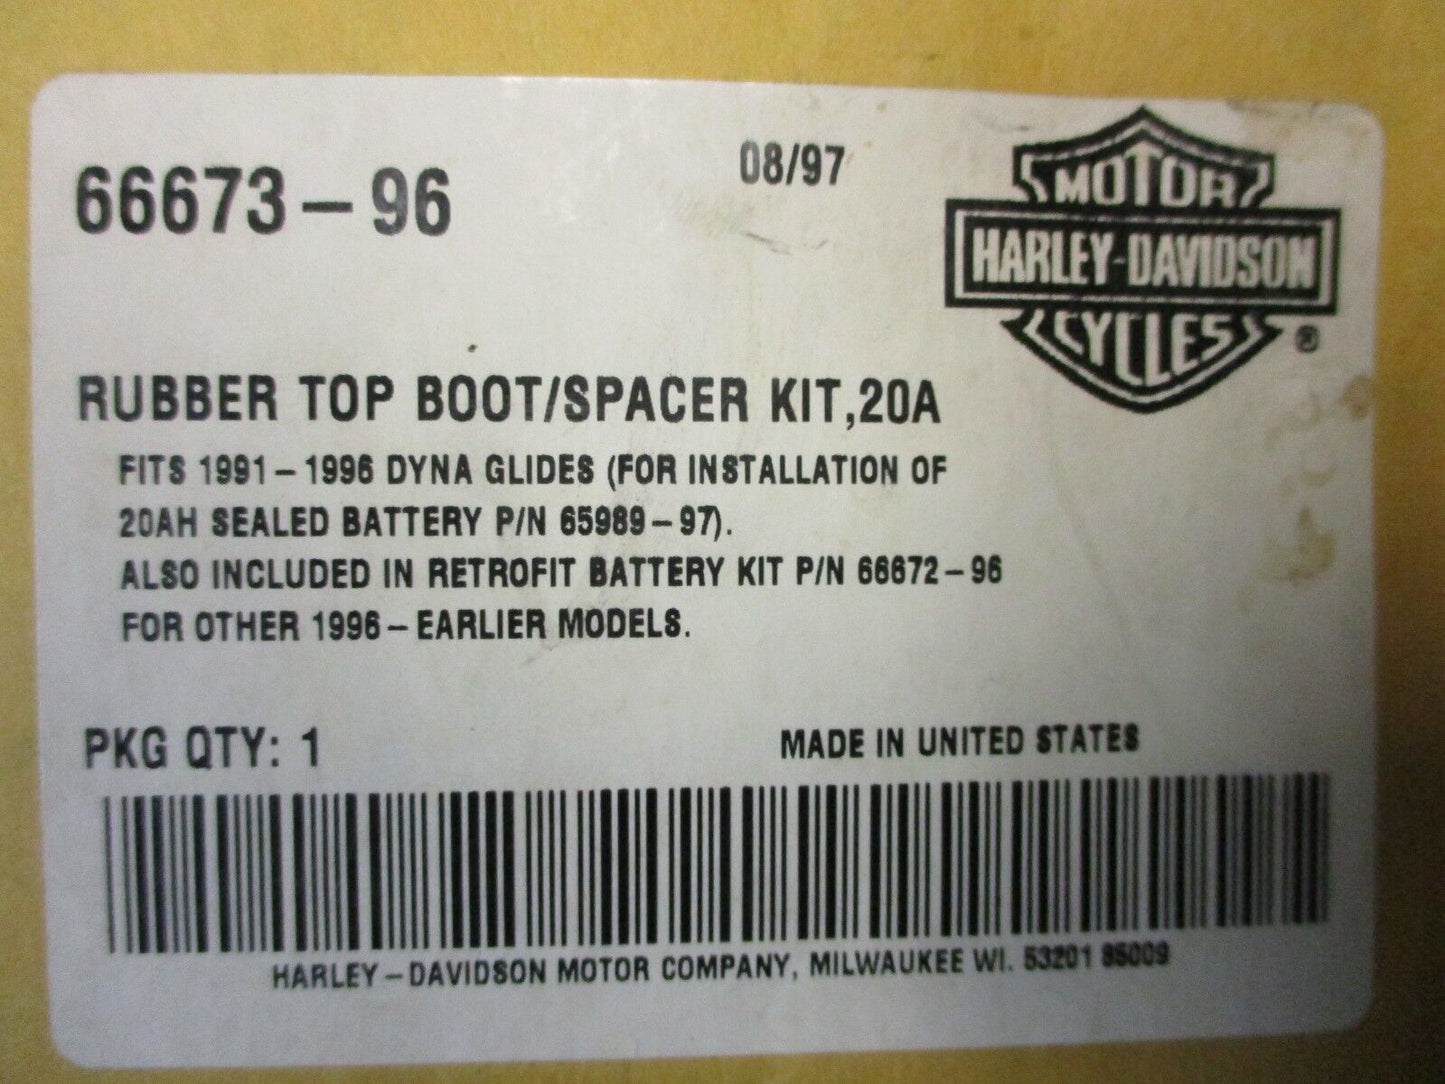 66673-96
08/97
MOTOR
HARLEY-DAVIDSON
CYCLES
®
RUBBER TOP BOOT/SPACER KIT,20A
FITS 1991-1996 DYNA GLIDES (FOR INSTALLATION OF
20AH SEALED BATTERY P/N 65989-97).
ALSO INCLUDED IN RETROFIT BATTERY KIT P/N 66672-96
FOR OTHER 1996-EARLIER MODELS.
PKG QTY: 1
MADE IN UNITED STATES
HARLEY-DAVIDSON MOTOR COMPANY, MILWAUKEE WI. 53201